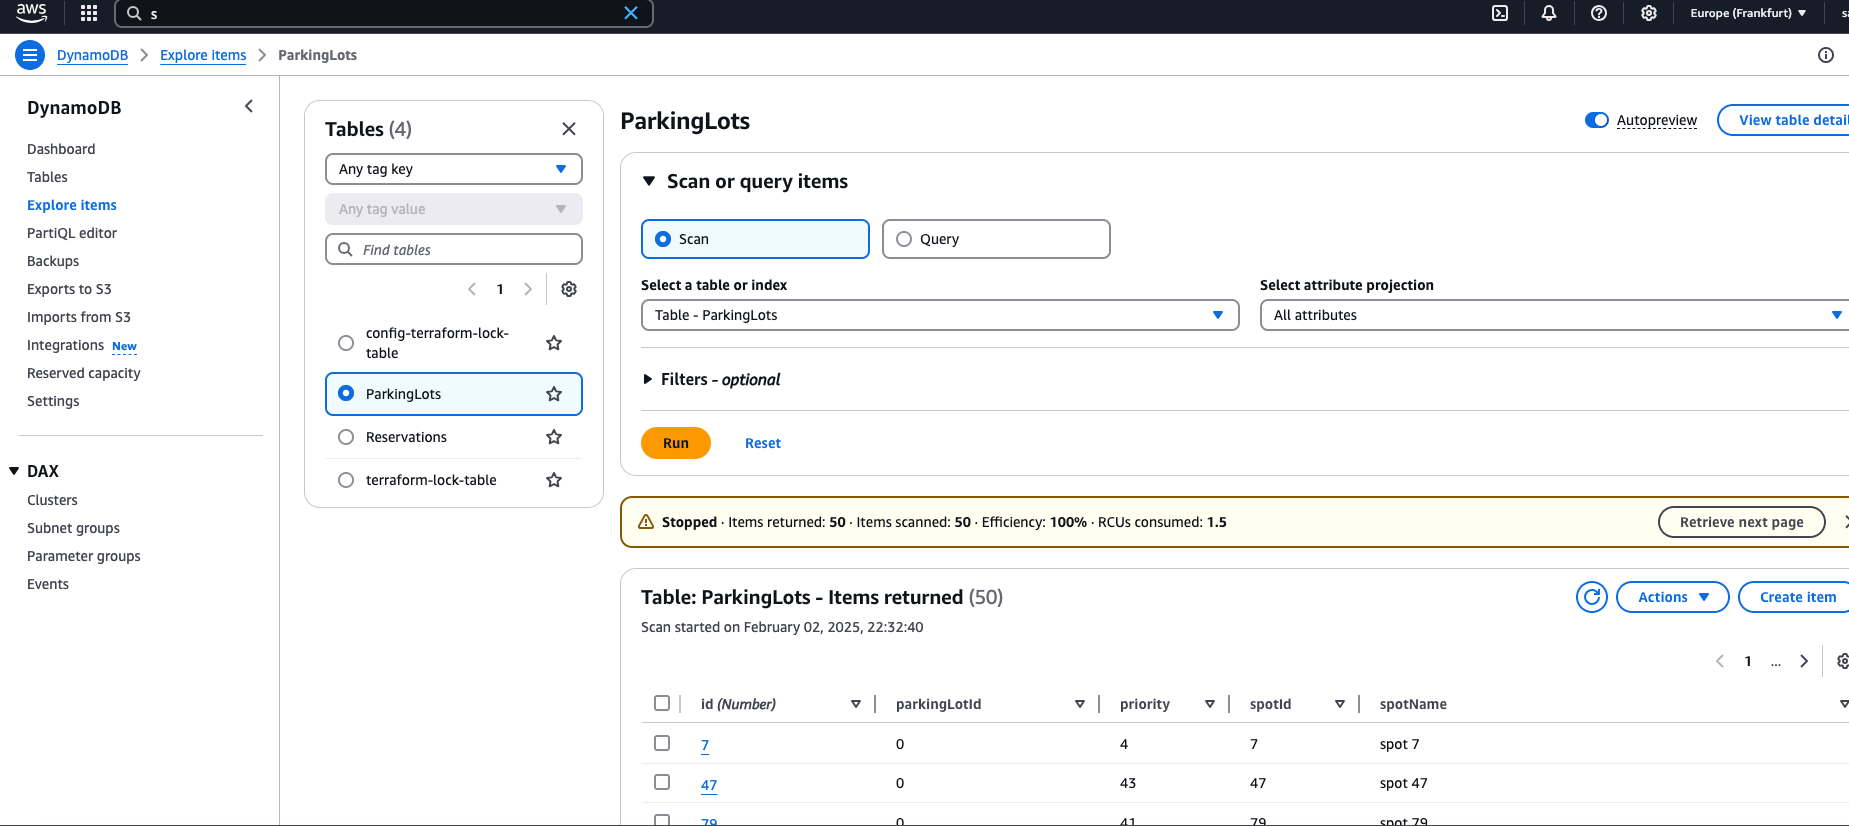 aws
s
Europe (Frankfurt)
DynamoDB
Explore items
ParkingLots
DynamoDB
Dashboard
Tables
Explore items
PartiQL editor
Backups
Exports to S3
Imports from S3
Integrations New
Reserved capacity
Settings
DAX
Clusters
Subnet groups
Parameter groups
Events
Tables (4)
Any tag key
Any tag value
Find tables
1
config-terraform-lock-
table
ParkingLots
Reservations
terraform-lock-table
ParkingLots
Autopreview
View table detail
Scan or query items
Scan
Query
Select a table or index
Table - ParkingLots
Select attribute projection
All attributes
Filters - optional
Run
Reset
Stopped · Items returned: 50 · Items scanned: 50 · Efficiency: 100% · RCUs consumed: 1.5
Retrieve next page
Table: ParkingLots - Items returned (50)
Scan started on February 02, 2025, 22:32:40
Actions
Create item
1 ...
id (Number) parkingLotId priority spotId spotName
7 0 4 7 spot 7
47 0 43 47 spot 47
79 0 41 79 spot 79